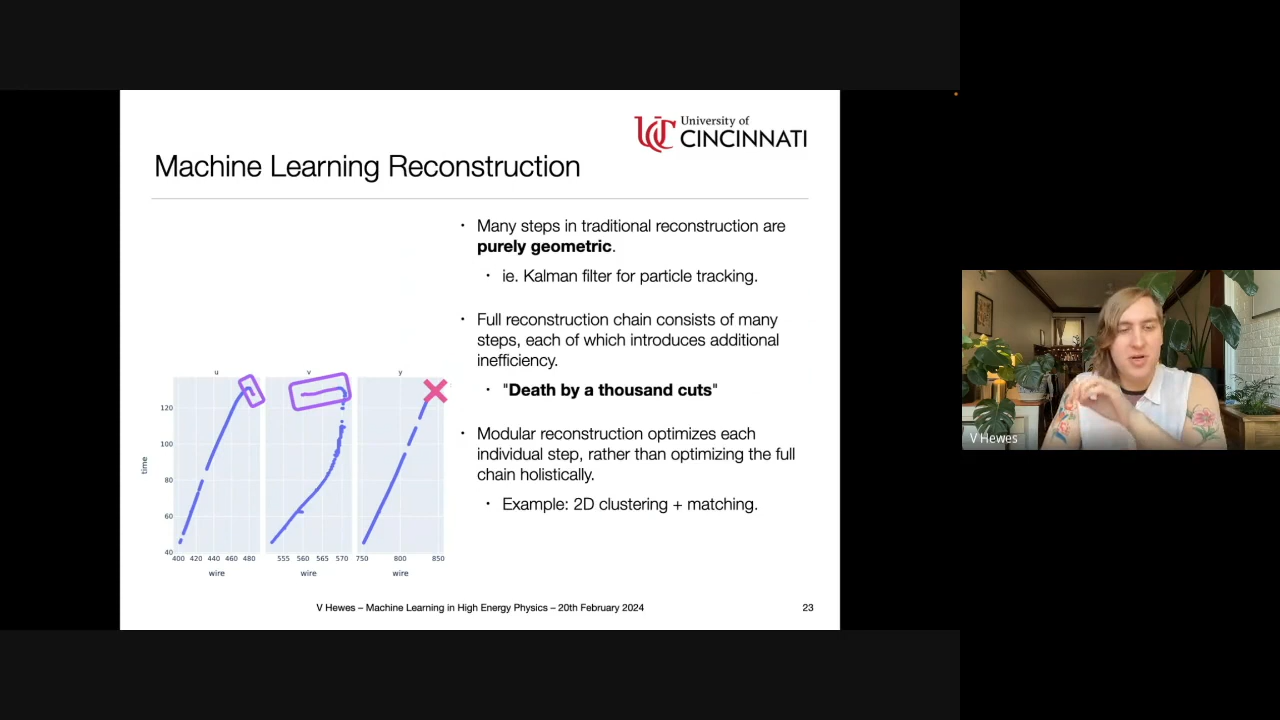 University of
CINCINNATI
Machine Learning Reconstruction
• Many steps in traditional reconstruction are
purely geometric.
• ie. Kalman filter for particle tracking.
• Full reconstruction chain consists of many
steps, each of which introduces additional
inefficiency.
• "Death by a thousand cuts"
• Modular reconstruction optimizes each
individual step, rather than optimizing the full
chain holistically.
• Example: 2D clustering + matching.
u v y
120
100
80
60
40
time
400 420 440 460 480 555 560 565 570 750 800 850
wire wire wire
V Hewes – Machine Learning in High Energy Physics – 20th February 2024 23
V Hewes